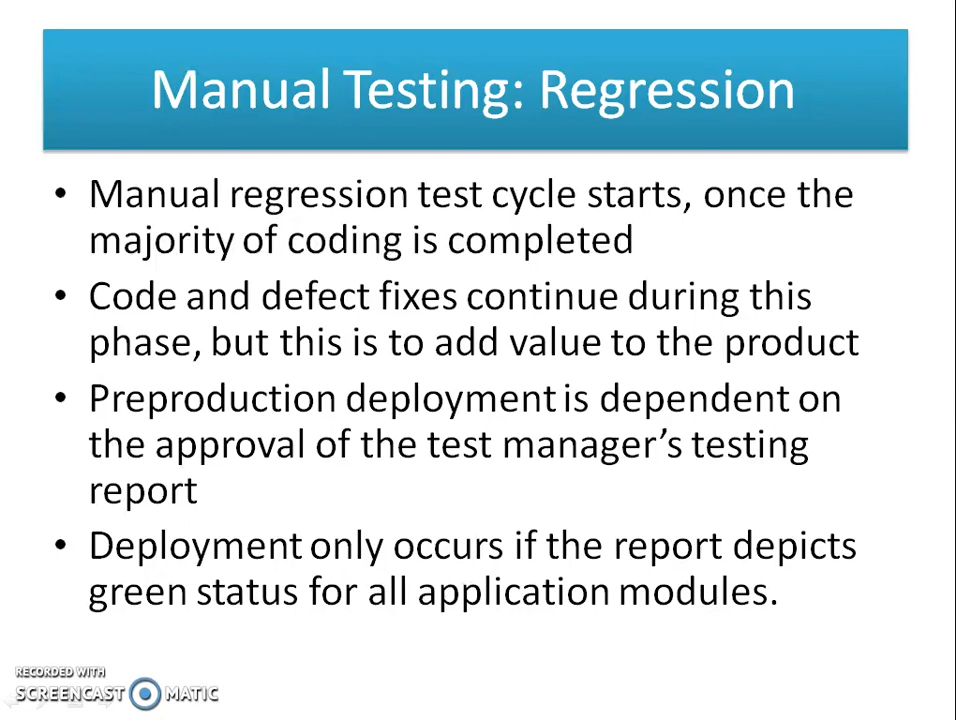 Manual Testing: Regression
• Manual regression test cycle starts, once the
majority of coding is completed
• Code and defect fixes continue during this
phase, but this is to add value to the product
• Preproduction deployment is dependent on
the approval of the test manager’s testing
report
• Deployment only occurs if the report depicts
green status for all application modules.
RECORDED WITH
SCREENCAST MATIC